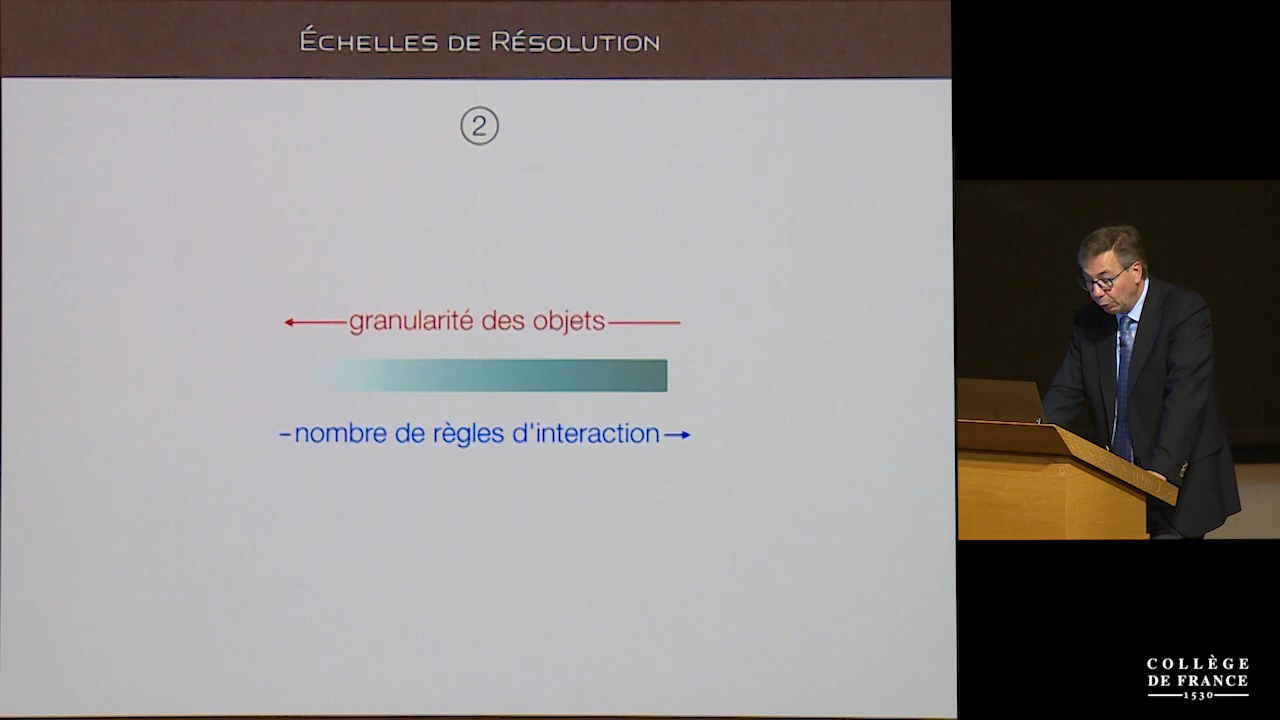 Échelles de Résolution
2
granularité des objets
nombre de règles d'interaction
COLLÈGE
DE FRANCE
1530